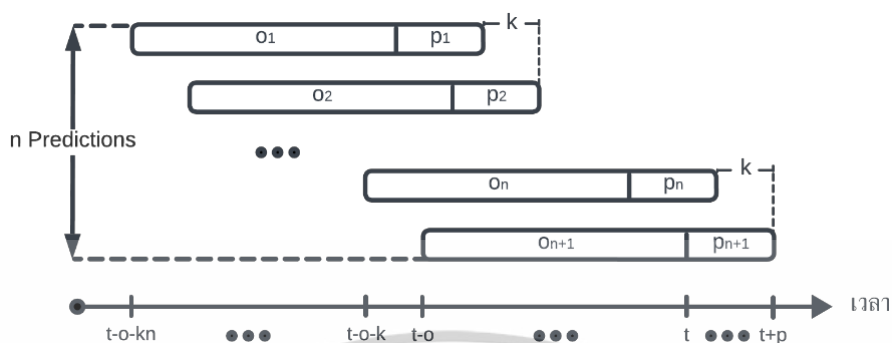 k
o1 p1
o2 p2
n Predictions
k
on pn
on+1 pn+1
เวลา
t-o-kn t-o-k t-o t t+p